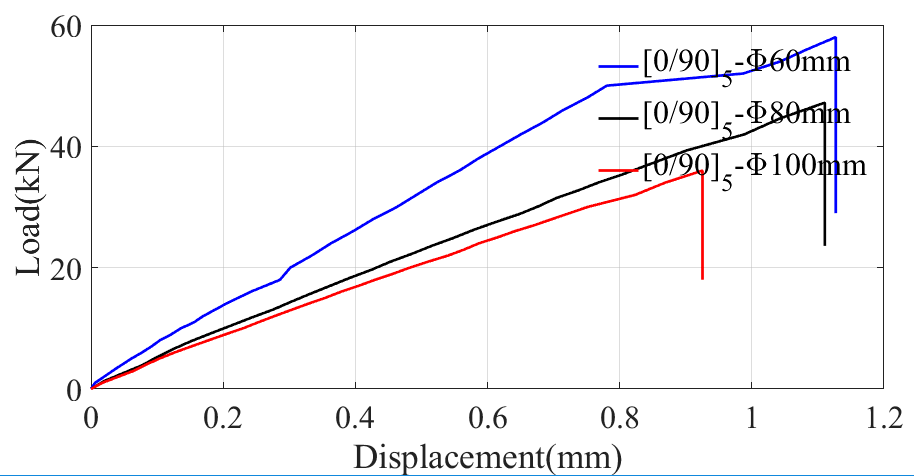 60
[0/90]5-Φ60mm
[0/90]5-Φ80mm
40
[0/90]5-Φ100mm
Load(kN)
20
0
0 0.2 0.4 0.6 0.8 1 1.2
Displacement(mm)